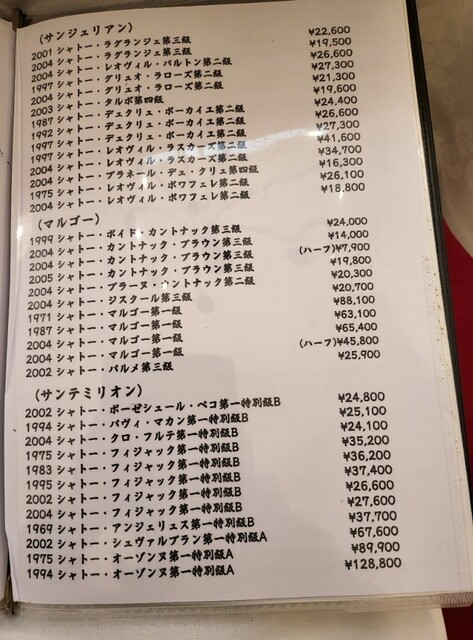 (サンジェリアン)
2001 シャトー・ラグランジェ第三級 ¥22,600
2004 シャトー・ラグランジェ第三級 ¥19,500
2004 シャトー・レオヴィル・バルトン第二級 ¥26,600
1997 シャトー・グリュオ・ラローズ第二級 ¥27,300
2004 シャトー・グリュオ・ラローズ第二級 ¥21,300
2004 シャトー・タルボ第四級 ¥19,600
2003 シャトー・デュクリュ・ボーカイエ第二級 ¥24,400
1987 シャトー・デュクリュ・ボーカイエ第二級 ¥26,600
1992 シャトー・デュクリュ・ボーカイエ第二級 ¥27,300
1997 シャトー・レオヴィル・ラスカーズ第二級 ¥41,600
1997 シャトー・レオヴィル・ラスカーズ第二級 ¥34,700
2004 シャトー・ブラネール・デュ・クリュ第四級 ¥16,300
1975 シャトー・レオヴィル・ポワフェレ第二級 ¥26,100
2004 シャトー・レオヴィル・ポワフェレ第二級 ¥18,800
(マルゴー)
1999 シャトー・ボイド・カントナック第三級 ¥24,000
2004 シャトー・カントナック・ブラウン第三級 ¥14,000
2004 シャトー・カントナック・ブラウン第三級 (ハーフ)¥7,900
2005 シャトー・カントナック・ブラウン第三級 ¥19,800
2004 シャトー・ブラーヌ・カントナック第二級 ¥20,300
2004 シャトー・ジスクール第三級 ¥20,700
1971 シャトー・マルゴー第一級 ¥88,100
1987 シャトー・マルゴー第一級 ¥63,100
2004 シャトー・マルゴー第一級 ¥65,400
2004 シャトー・マルゴー第一級 (ハーフ)¥45,800
2002 シャトー・パルメ第三級 ¥25,900
(サンテミリオン)
2002 シャトー・ボーゼシュール・ベコ第一特別級B ¥24,800
1994 シャトー・パヴィ・マカン第一特別級B ¥25,100
2004 シャトー・クロ・フルテ第一特別級B ¥24,100
1975 シャトー・フィジャック第一特別級B ¥35,200
1983 シャトー・フィジャック第一特別級B ¥36,200
1995 シャトー・フィジャック第一特別級B ¥37,400
2002 シャトー・フィジャック第一特別級B ¥26,600
2004 シャトー・フィジャック第一特別級B ¥27,600
1969 シャトー・アンジェリュス第一特別級B ¥37,700
2002 シャトー・シュヴァルブラン第一特別級A ¥67,600
1975 シャトー・オーゾンヌ第一特別級A ¥89,900
1994 シャトー・オーゾンヌ第一特別級A ¥128,800